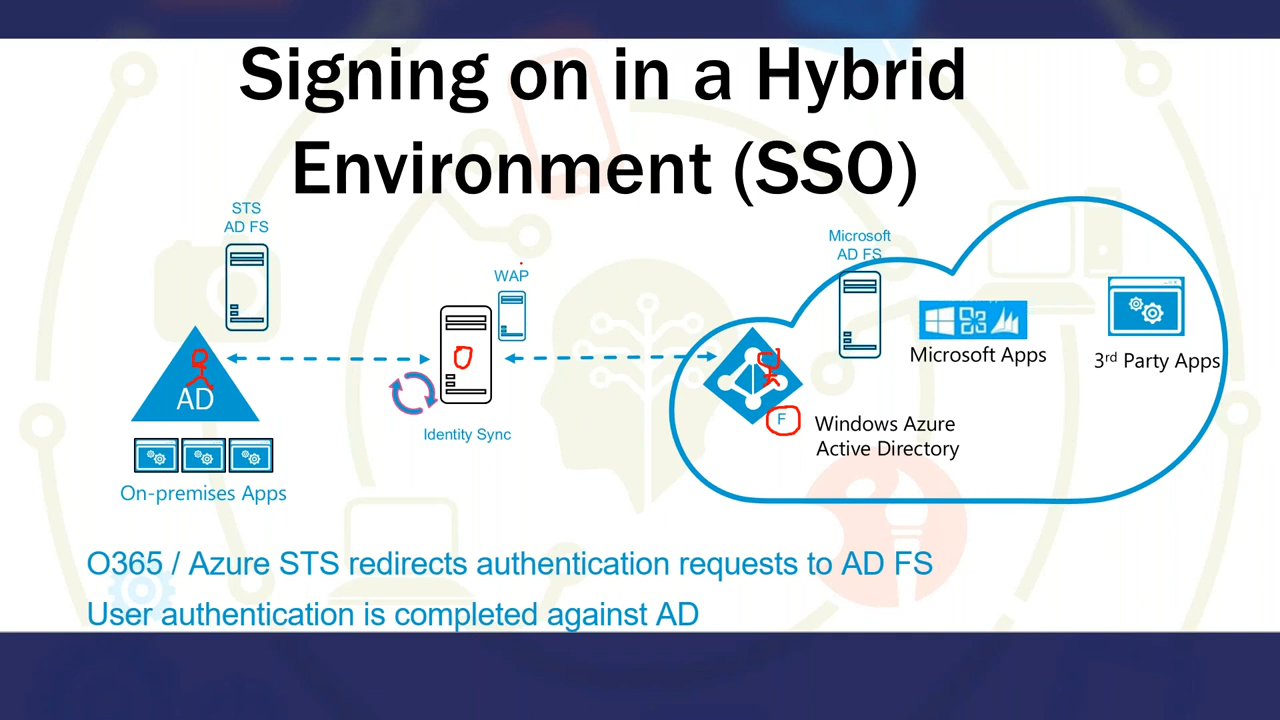 Signing on in a Hybrid
Environment (SSO)
STS
AD FS
WAP
Microsoft
AD FS
AD
Identity Sync
On-premises Apps
F
Windows Azure
Active Directory
Microsoft Apps
3rd Party Apps
O365 / Azure STS redirects authentication requests to AD FS
User authentication is completed against AD